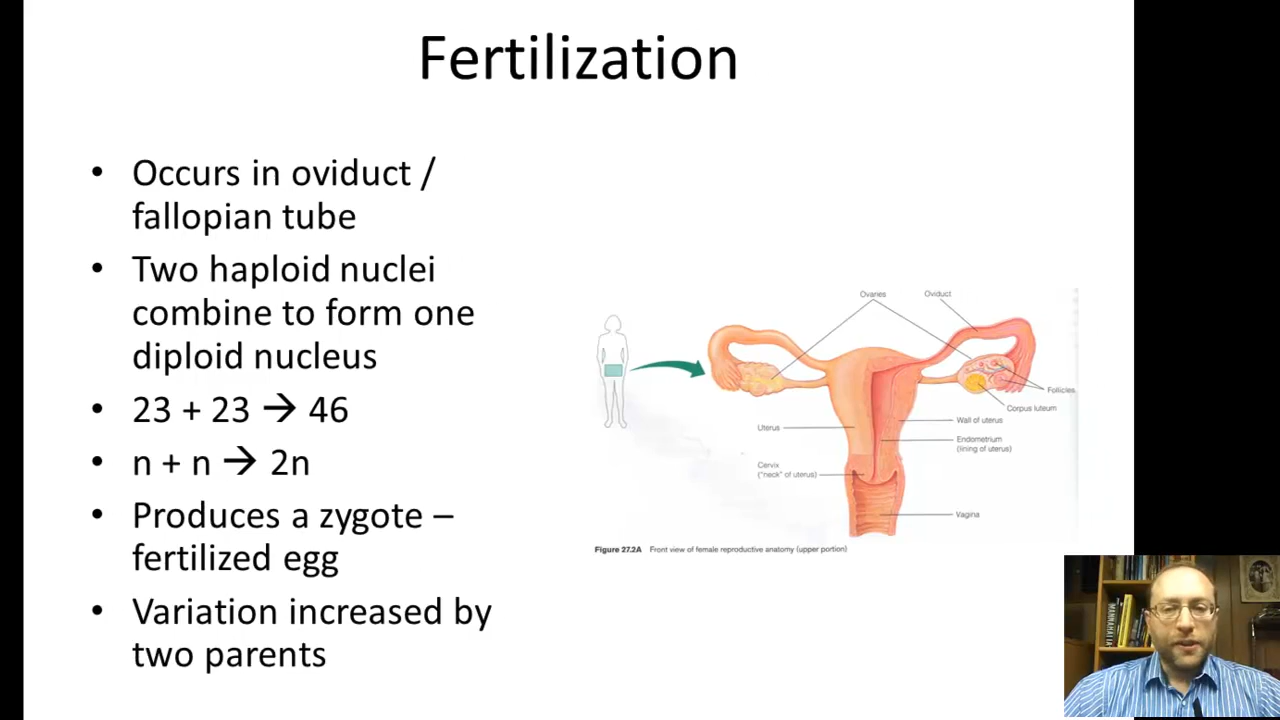 Fertilization
• Occurs in oviduct /
fallopian tube
• Two haploid nuclei
combine to form one
diploid nucleus
• 23 + 23 → 46
• n + n → 2n
• Produces a zygote –
fertilized egg
• Variation increased by
two parents
Ovaries
Oviduct
Follicles
Corpus luteum
Uterus
Wall of uterus
Endometrium
(lining of uterus)
Cervix
("neck" of uterus)
Vagina
Figure 27.2A Front view of female reproductive anatomy (upper portion)
MANNAHATTA